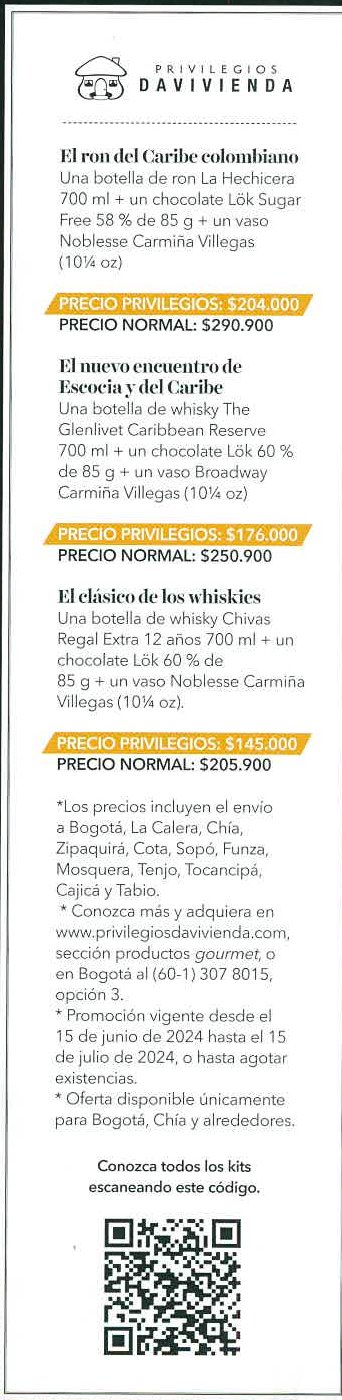 PRIVILEGIOS
DAVIVIENDA
El ron del Caribe colombiano
Una botella de ron La Hechicera
700 ml + un chocolate Lök Sugar
Free 58 % de 85 g + un vaso
Noblesse Carmiña Villegas
(10¼ oz)
PRECIO PRIVILEGIOS: $204.000
PRECIO NORMAL: $290.900
El nuevo encuentro de
Escocia y del Caribe
Una botella de whisky The
Glenlivet Caribbean Reserve
700 ml + un chocolate Lök 60 %
de 85 g + un vaso Broadway
Carmiña Villegas (10¼ oz)
PRECIO PRIVILEGIOS: $176.000
PRECIO NORMAL: $250.900
El clásico de los whiskies
Una botella de whisky Chivas
Regal Extra 12 años 700 ml + un
chocolate Lök 60 % de
85 g + un vaso Noblesse Carmiña
Villegas (10¼ oz).
PRECIO PRIVILEGIOS: $145.000
PRECIO NORMAL: $205.900
*Los precios incluyen el envío
a Bogotá, La Calera, Chía,
Zipaquirá, Cota, Sopó, Funza,
Mosquera, Tenjo, Tocancipá,
Cajicá y Tabio.
* Conozca más y adquiera en
www.privilegiosdavivienda.com,
sección productos gourmet, o
en Bogotá al (60-1) 307 8015,
opción 3.
* Promoción vigente desde el
15 de junio de 2024 hasta el 15
de julio de 2024, o hasta agotar
existencias.
* Oferta disponible únicamente
para Bogotá, Chía y alrededores.
Conozca todos los kits
escaneando este código.